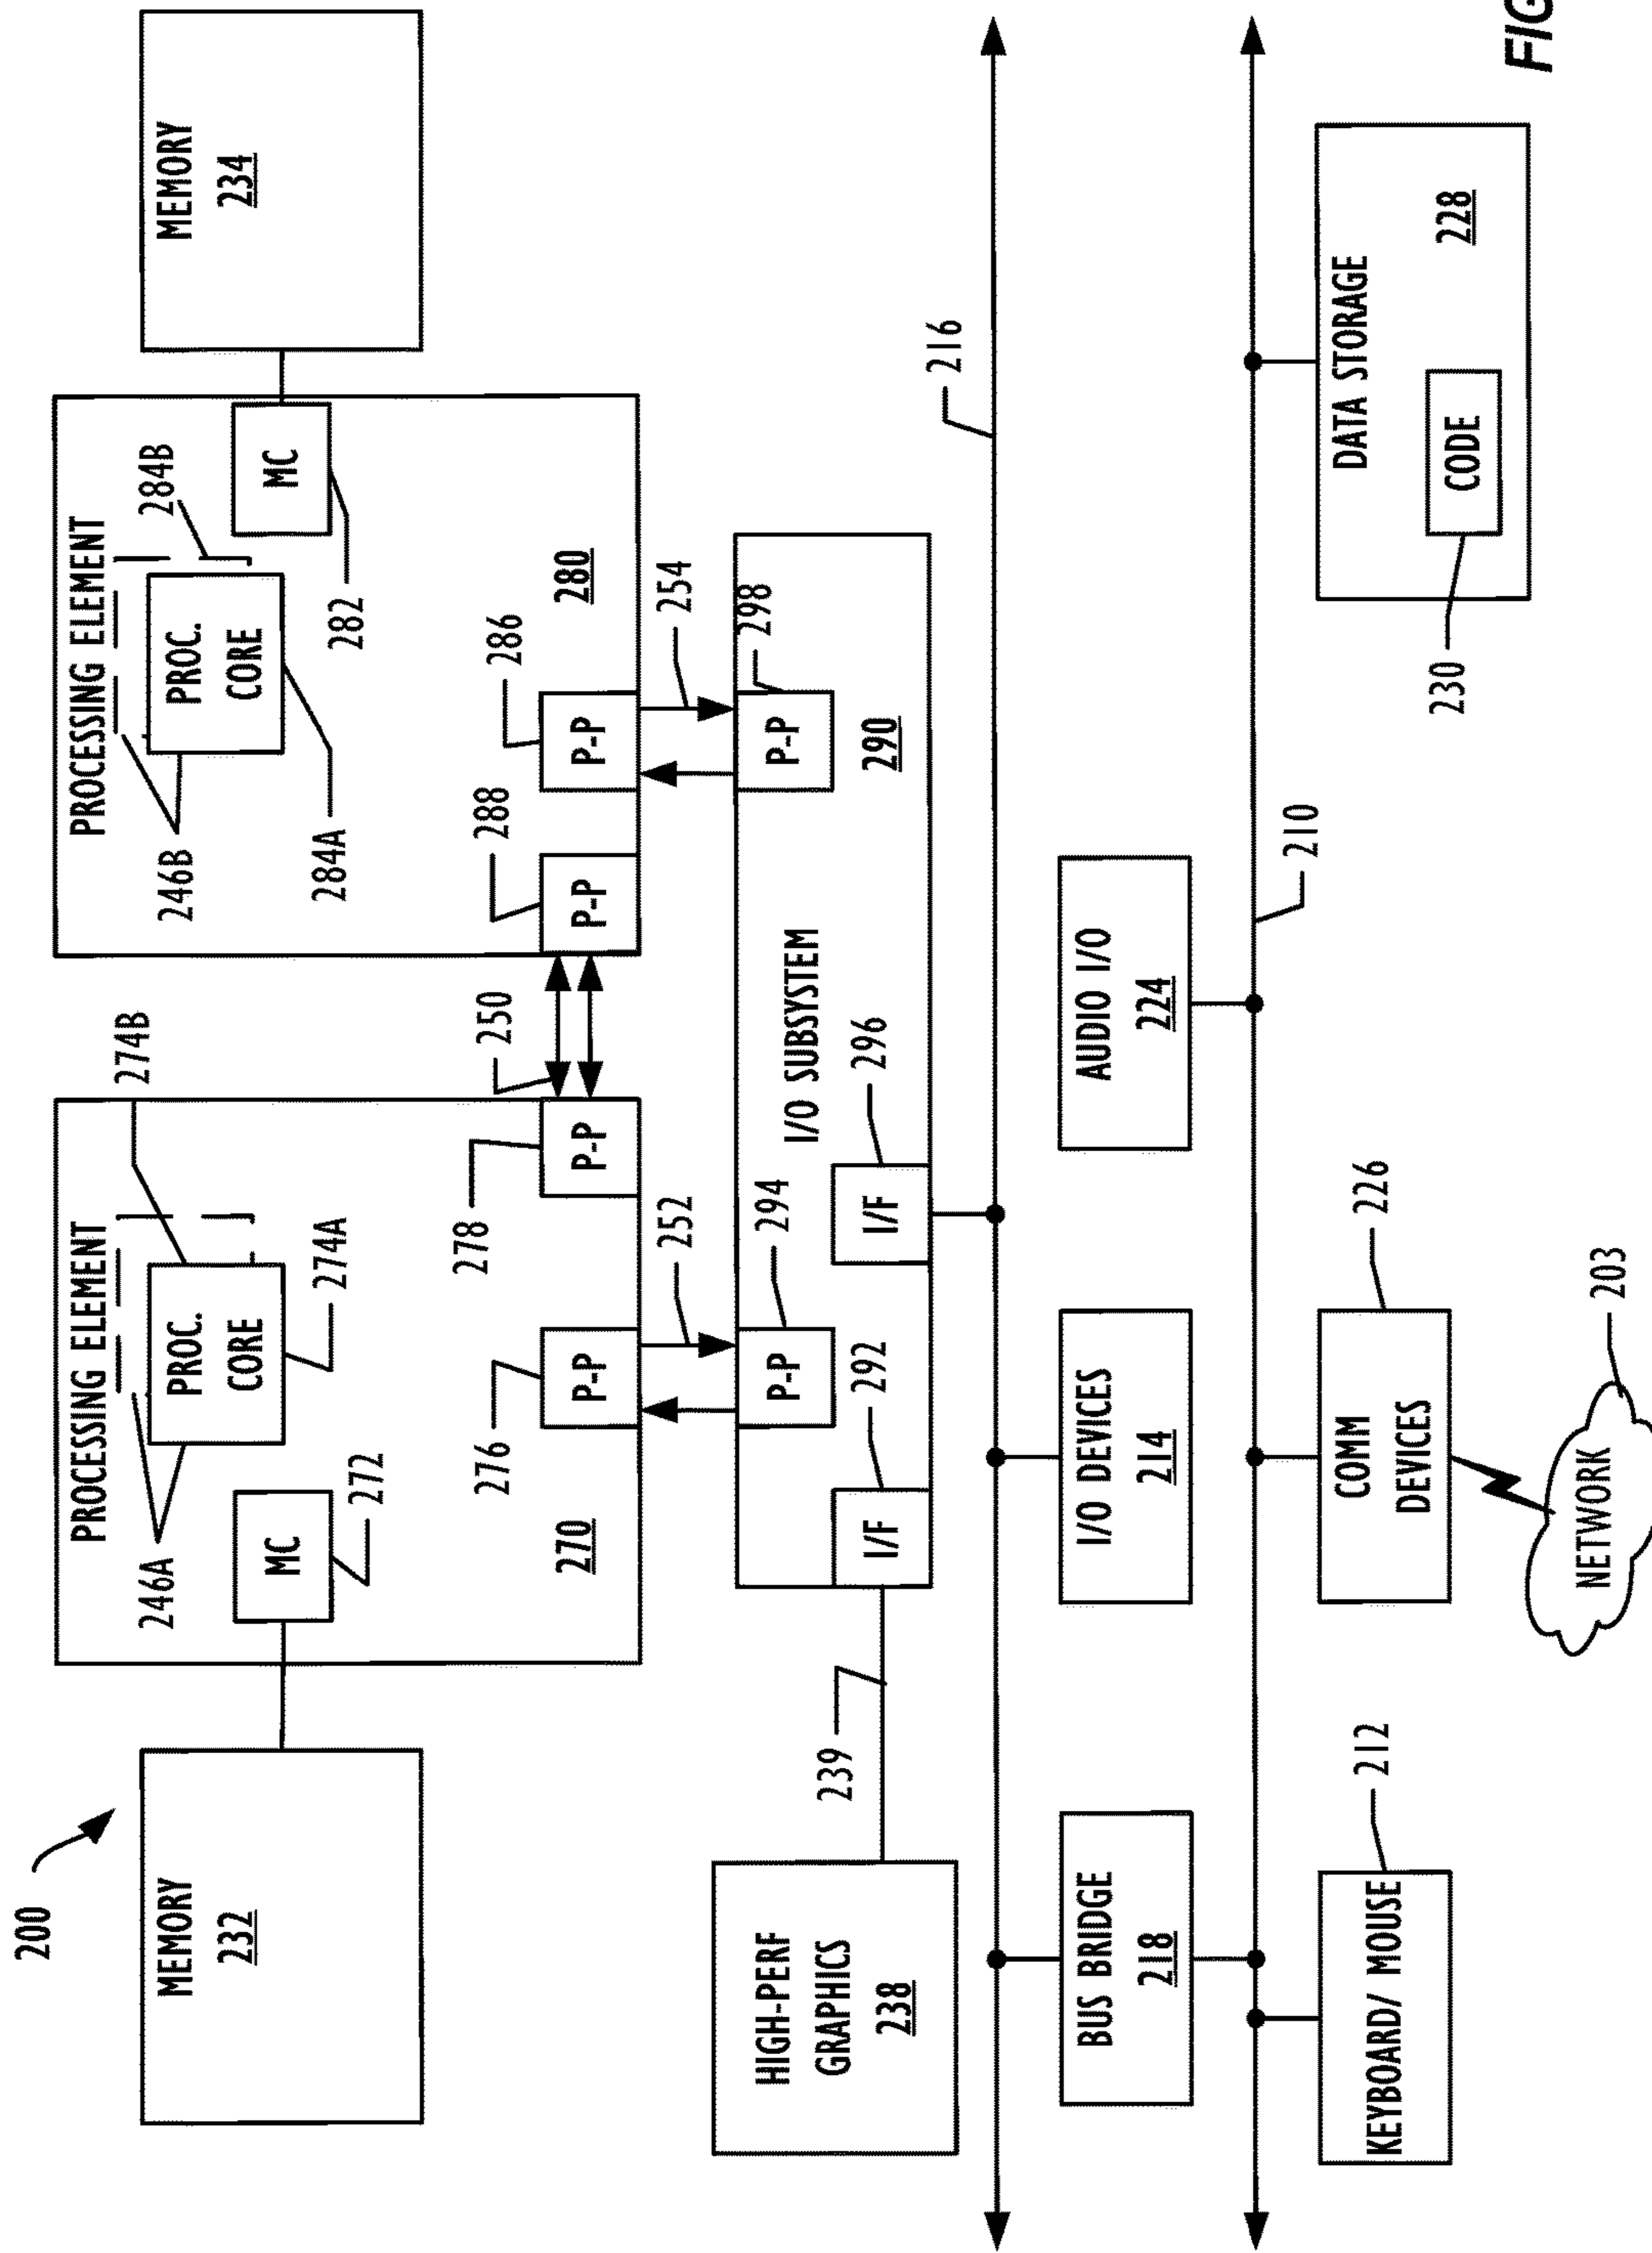 200
MEMORY
232
PROCESSING ELEMENT
246A
PROC.
CORE
274B
274A
MC
272
270
276
P-P
278
P-P
250
PROCESSING ELEMENT
246B
PROC.
CORE
284B
284A
MC
282
280
288
P-P
286
P-P
MEMORY
234
252
254
HIGH-PERF
GRAPHICS
238
239
I/F
292
P-P
294
I/F
296
I/O SUBSYSTEM
P-P
298
290
216
BUS BRIDGE
218
I/O DEVICES
214
AUDIO I/O
224
210
KEYBOARD/ MOUSE
212
COMM
DEVICES
226
NETWORK
203
DATA STORAGE
228
CODE
230
FIG